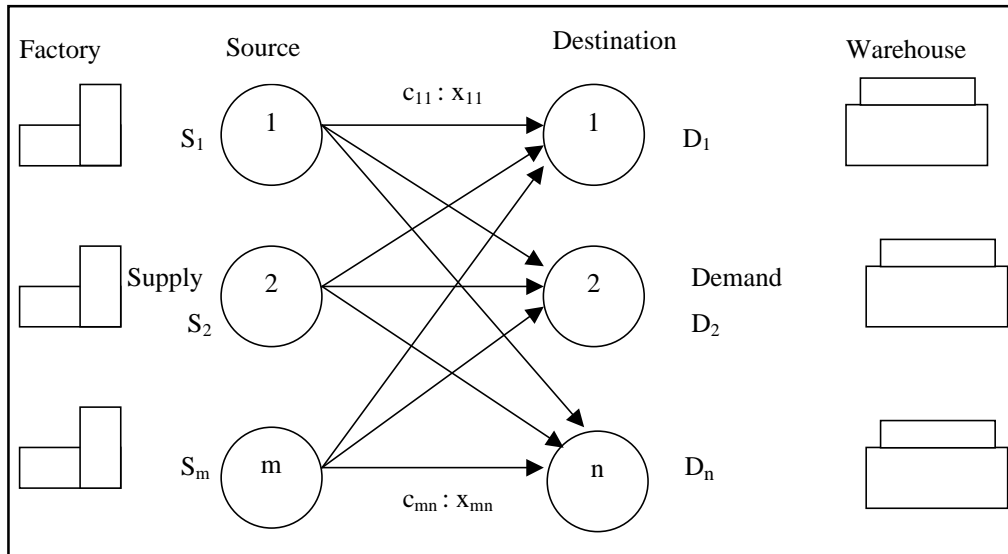 Factory Source Destination Warehouse
c₁₁ : x₁₁
S₁ 1 1 D₁
Supply 2 2 Demand
S₂ D₂
Sₘ m n Dₙ
cₘₙ : xₘₙ